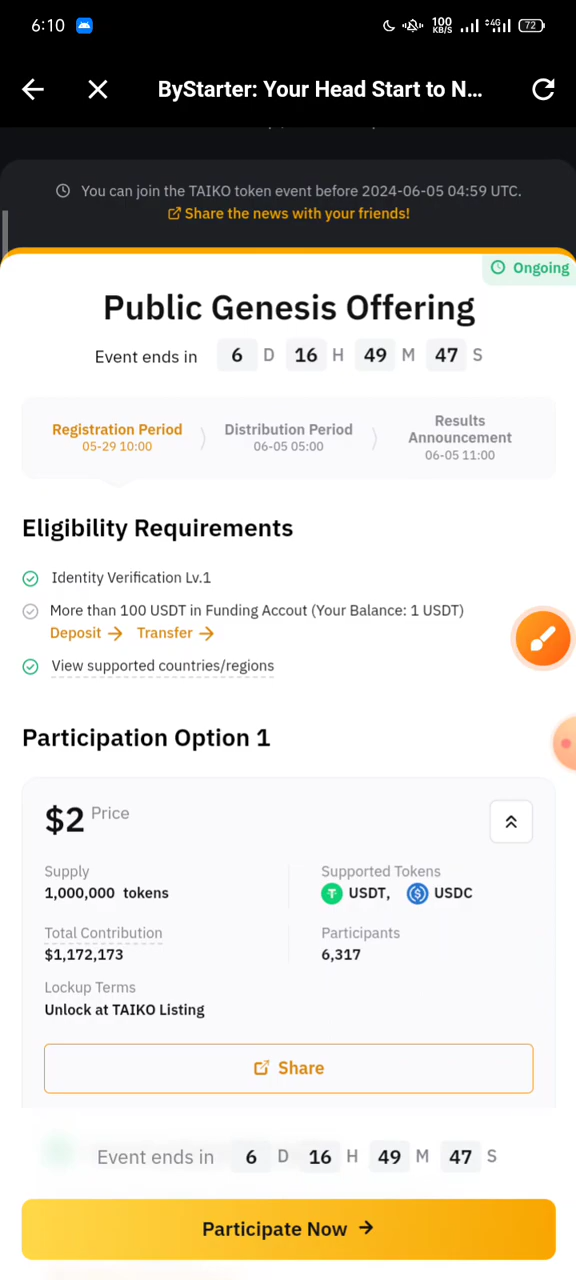 6:10
100
KB/S
4G
72
ByStarter: Your Head Start to N...
You can join the TAIKO token event before 2024-06-05 04:59 UTC.
Share the news with your friends!
Ongoing
Public Genesis Offering
Event ends in 6 D 16 H 49 M 47 S
Registration Period
05-29 10:00
Distribution Period
06-05 05:00
Results
Announcement
06-05 11:00
Eligibility Requirements
Identity Verification Lv.1
More than 100 USDT in Funding Accout (Your Balance: 1 USDT)
Deposit → Transfer →
View supported countries/regions
Participation Option 1
$2 Price
Supply
1,000,000 tokens
Supported Tokens
USDT, USDC
Total Contribution
$1,172,173
Participants
6,317
Lockup Terms
Unlock at TAIKO Listing
Share
Event ends in 6 D 16 H 49 M 47 S
Participate Now →